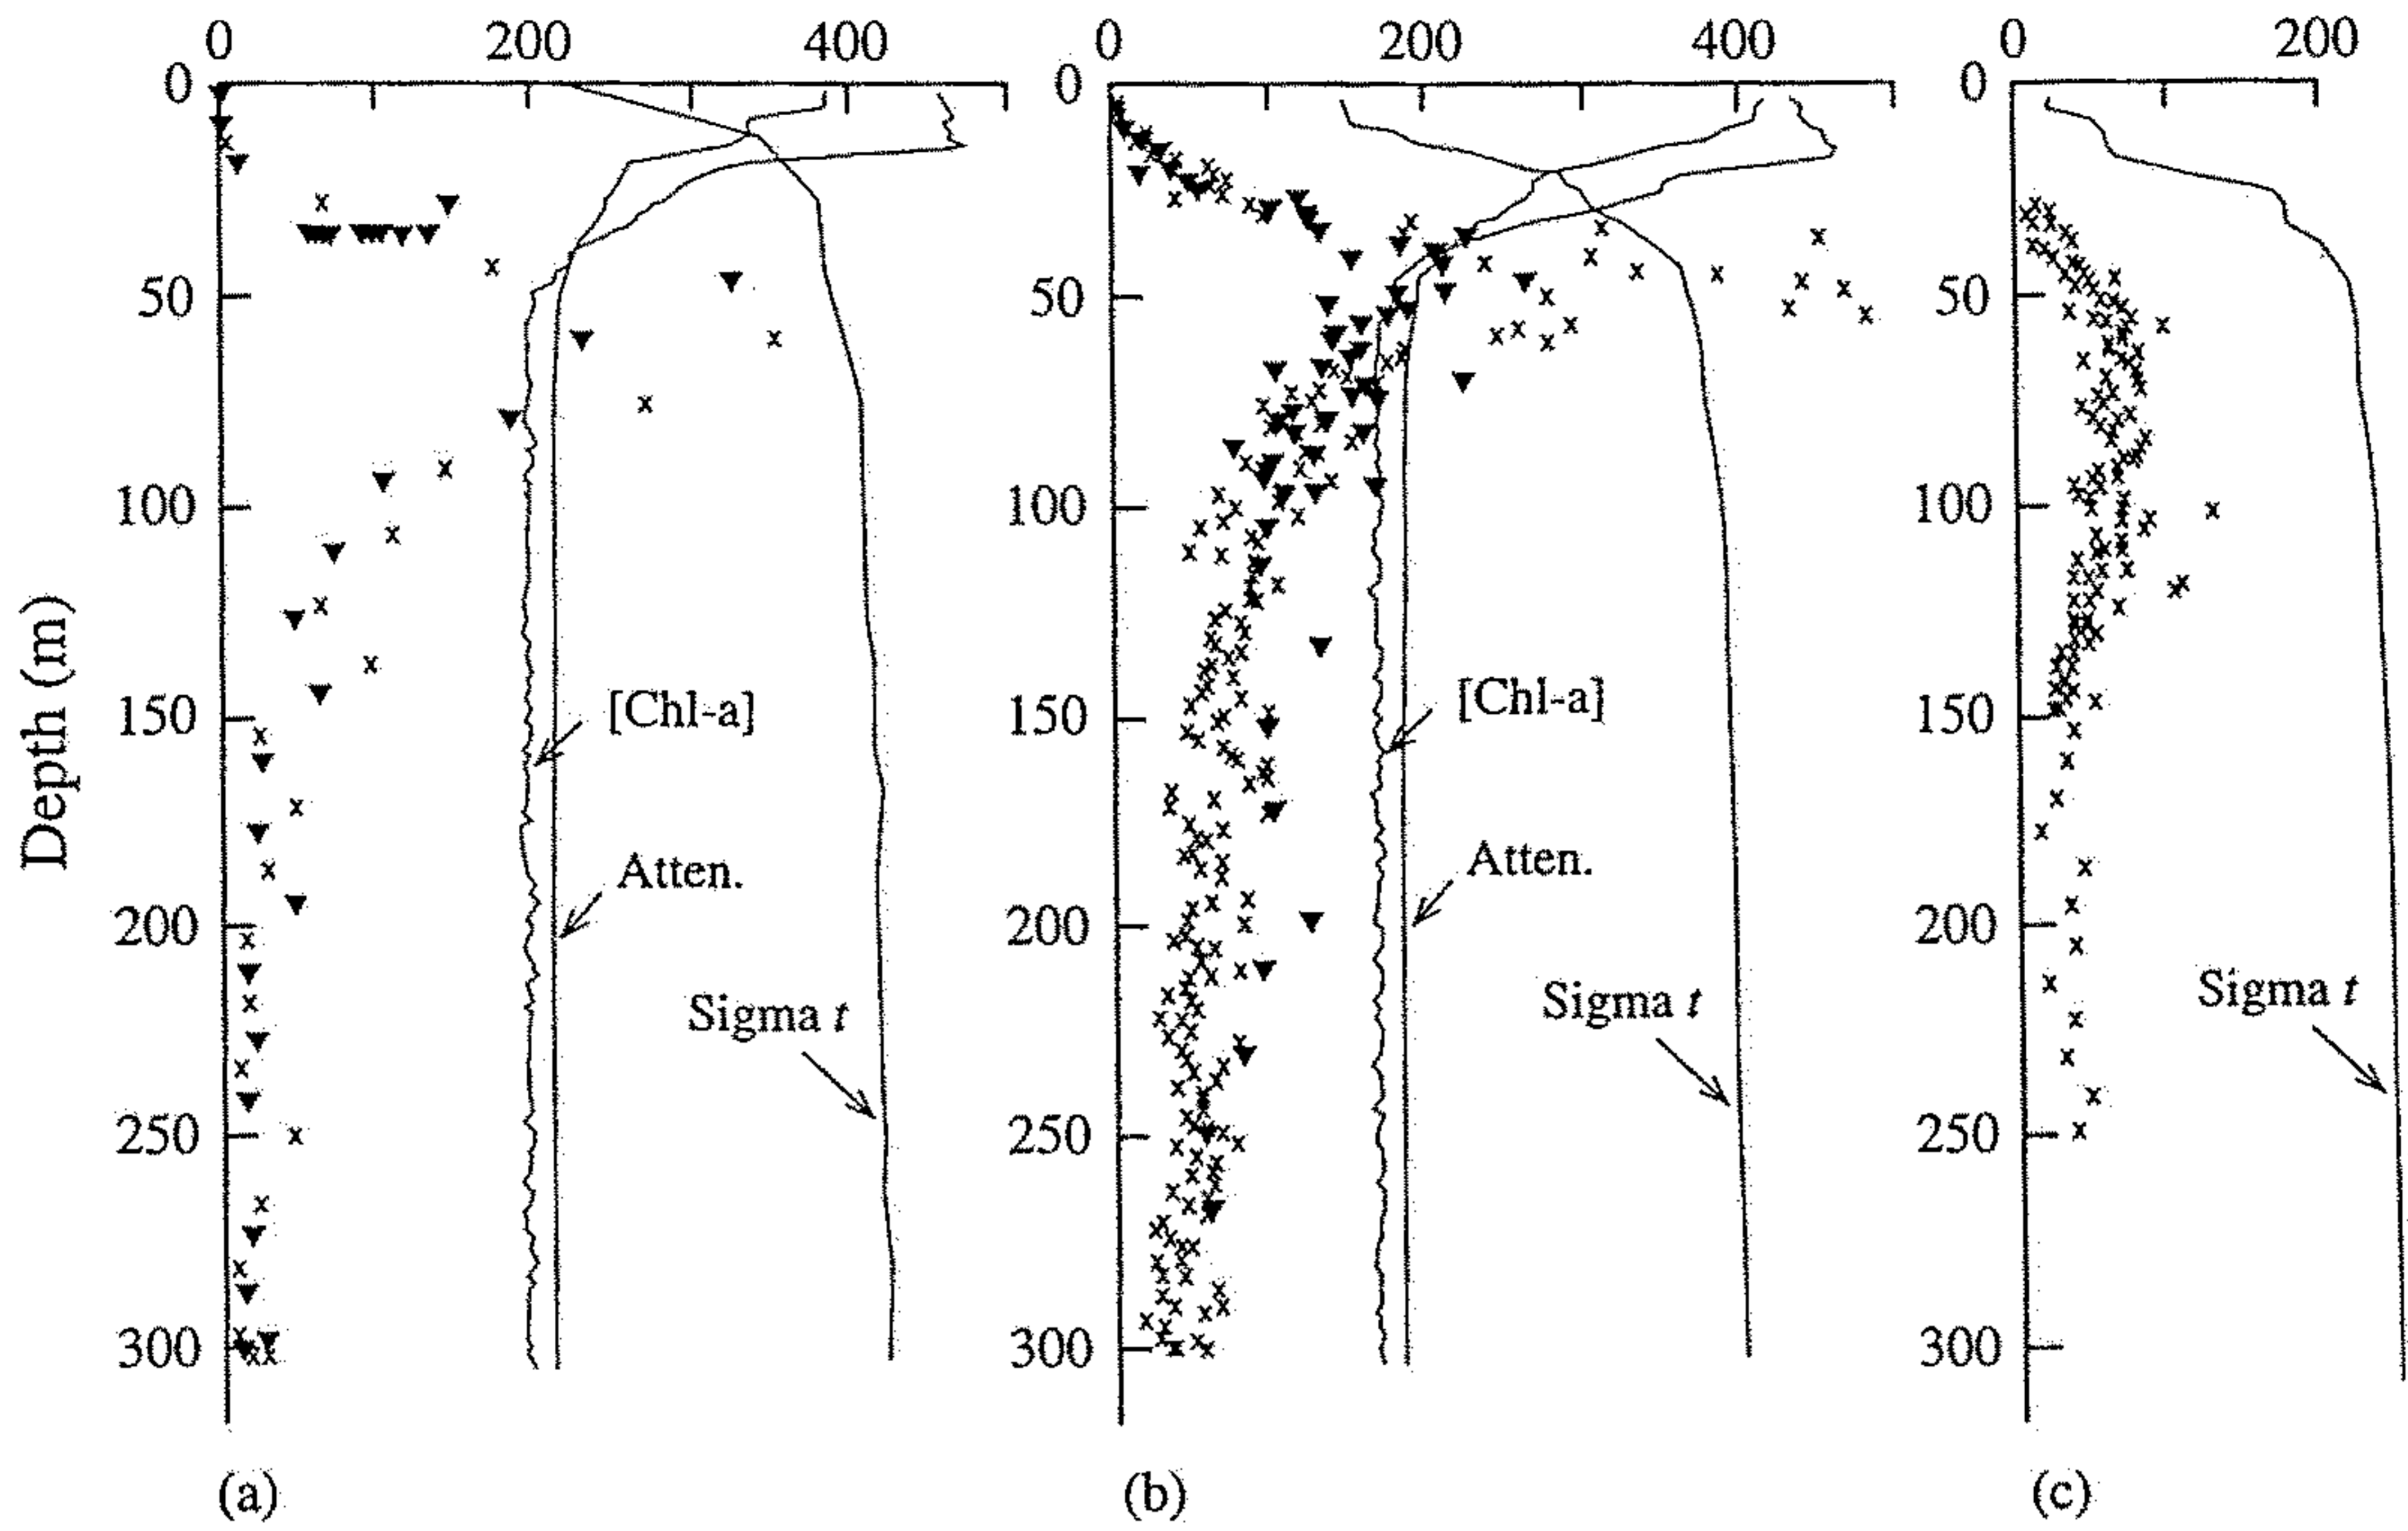 0 200 400 0 200 400 0 200
0 0 0
50 50 50
100 100 100
Depth (m)
[Chl-a] [Chl-a]
150 150 150
Atten. Atten.
200 200 200
Sigma t Sigma t Sigma t
250 250 250
300 300 300
(a) (b) (c)